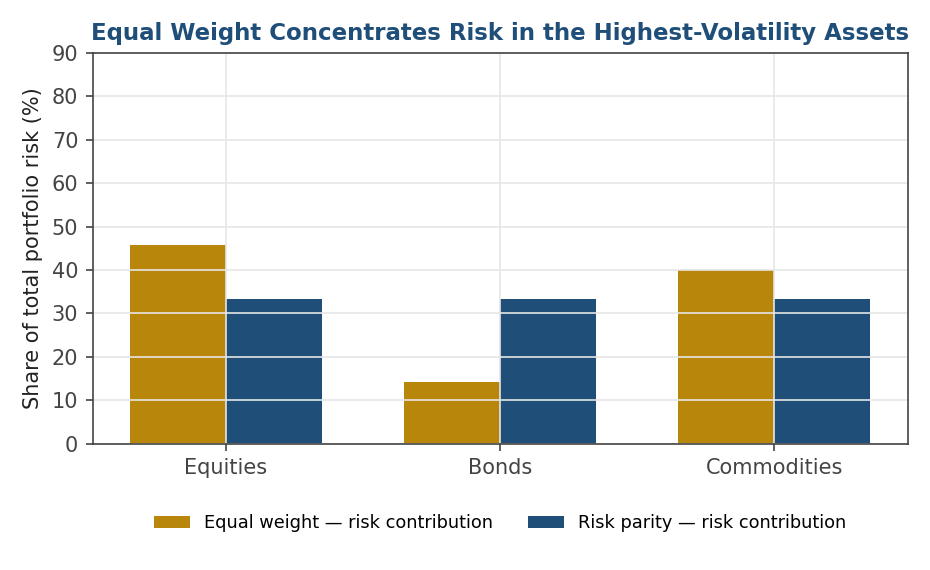 Equal Weight Concentrates Risk in the Highest-Volatility Assets
Share of total portfolio risk (%)
90
80
70
60
50
40
30
20
10
0
Equities
Bonds
Commodities
Equal weight — risk contribution
Risk parity — risk contribution